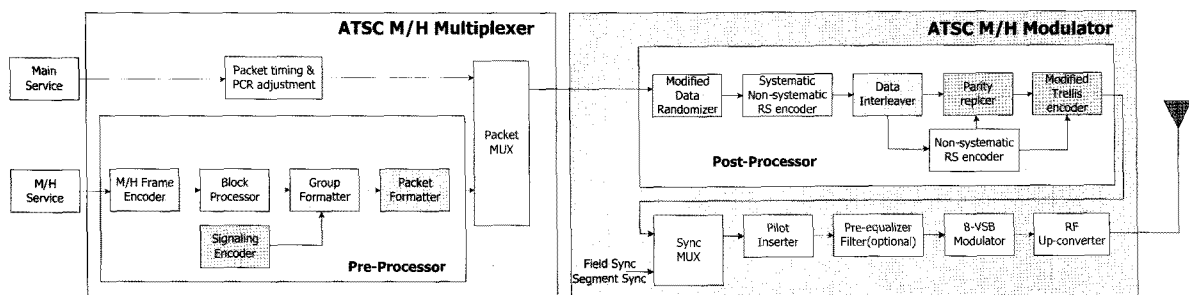 ATSC M/H Multiplexer
ATSC M/H Modulator
Main
Service
Packet timing &
PCR adjustment
Packet
MUX
M/H
Service
M/H Frame
Encoder
Block
Processor
Group
Formatter
Packet
Formatter
Signaling
Encoder
Pre-Processor
Modified
Data
Randomizer
Systematic
Non-systematic
RS encoder
Data
Interleaver
Parity
replcer
Modified
Trellis
encoder
Non-systematic
RS encoder
Post-Processor
Sync
MUX
Field Sync
Segment Sync
Pilot
Inserter
Pre-equalizer
Filter(optional)
8-VSB
Modulator
RF
Up-converter